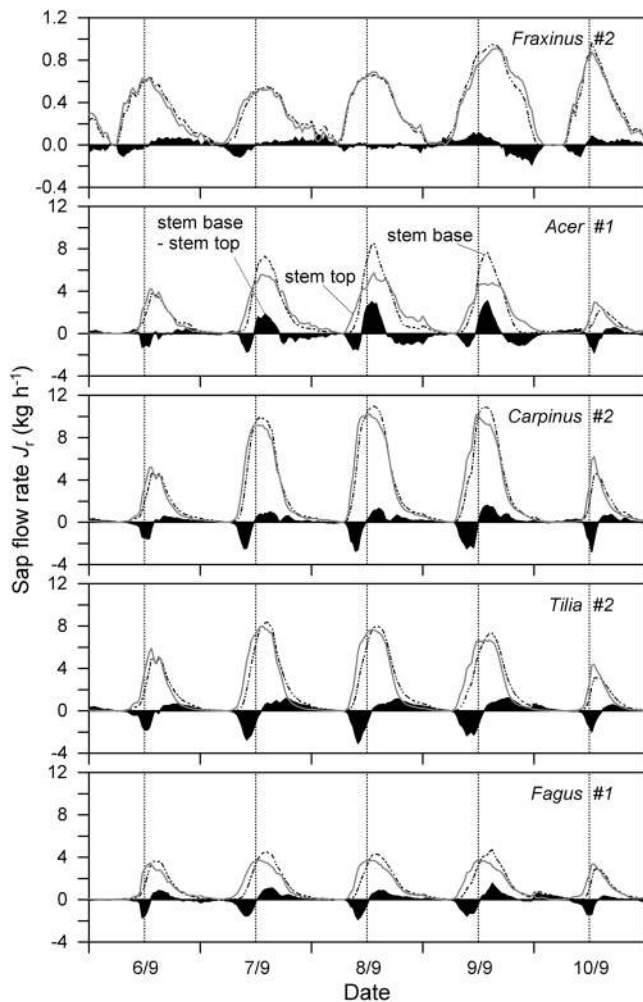 1.2
Fraxinus #2
0.8
0.4
0.0
-0.4
12
stem base
- stem top
stem base
Acer #1
8
stem top
4
0
-4
12
Carpinus #2
8
4
0
-4
12
Tilia #2
8
4
0
-4
12
Fagus #1
8
4
0
-4
Sap flow rate Jr (kg h⁻¹)
6/9 7/9 8/9 9/9 10/9
Date